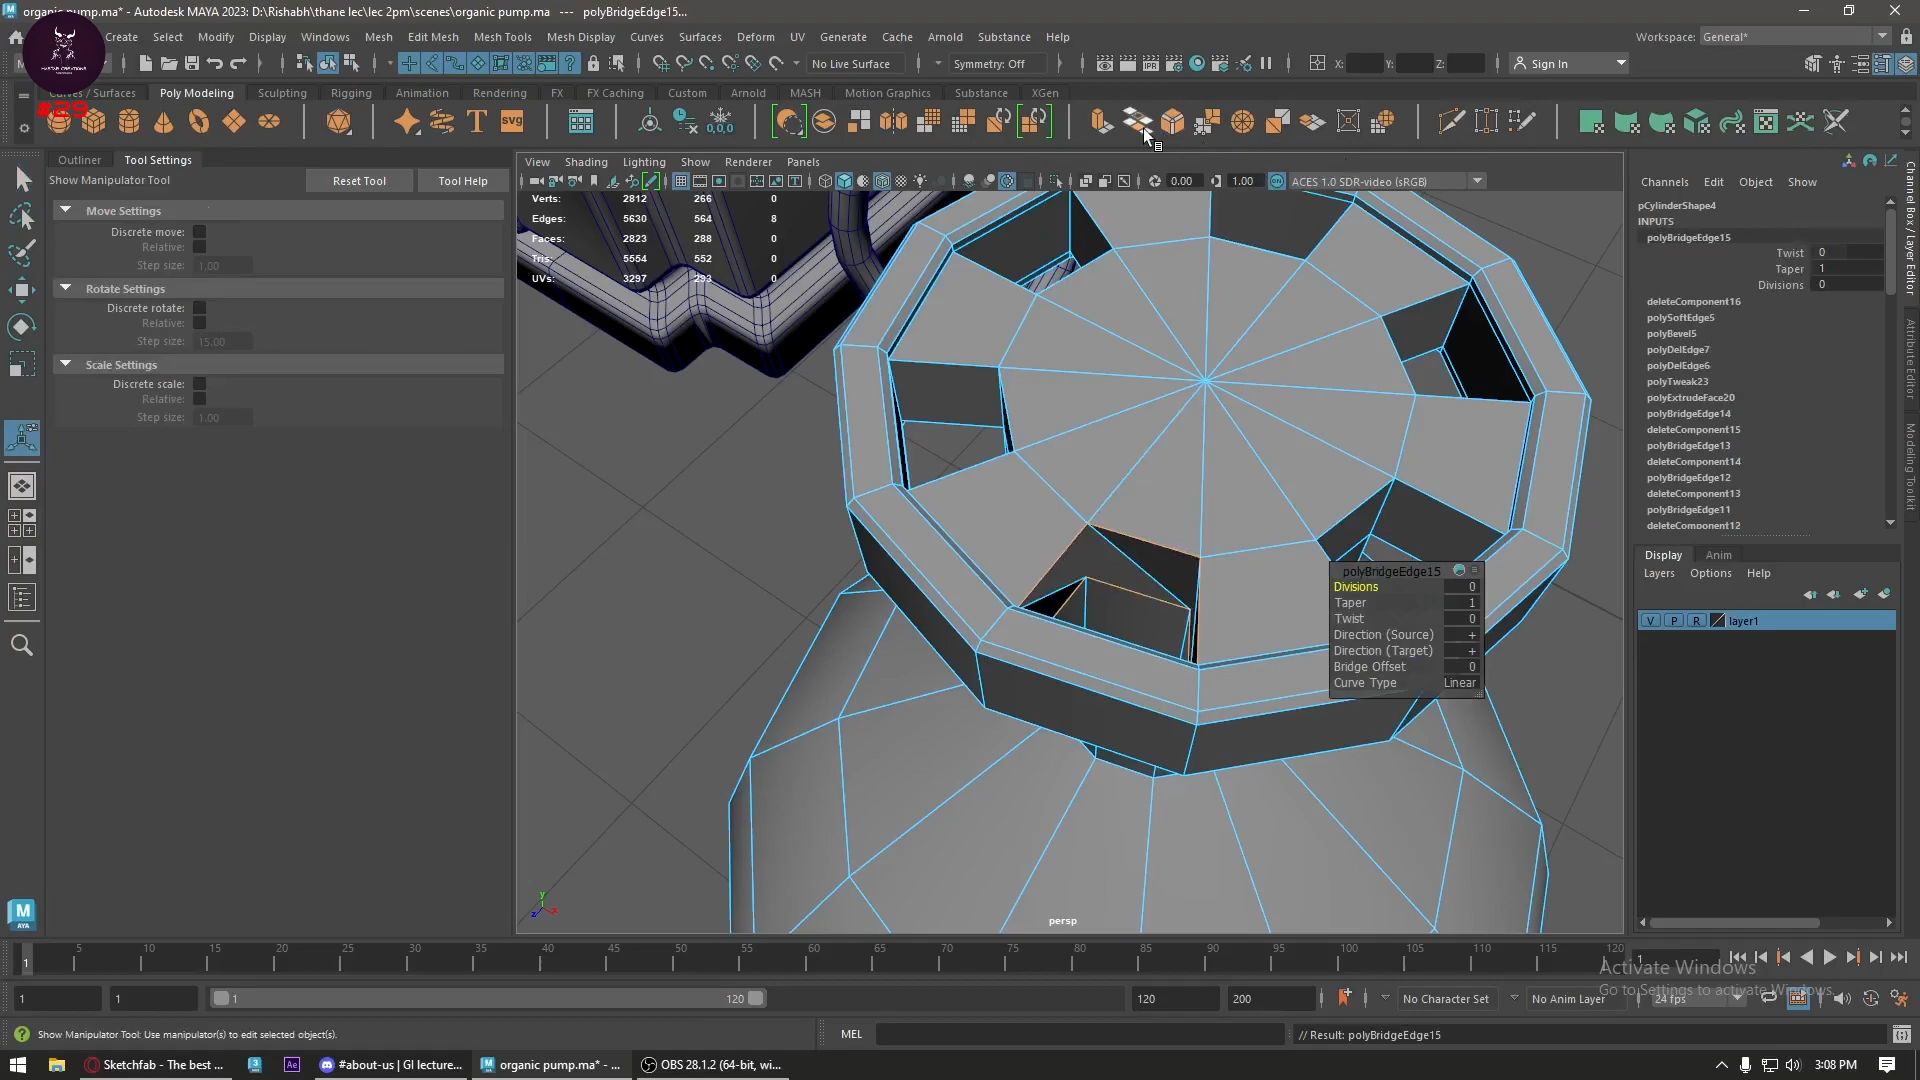 organic pump.ma* - Autodesk MAYA 2023: D:\Rishabh\thane lec\lec 2pm\scenes\organic pump.ma --- polyBridgeEdge15...
Create Select Modify Display Windows Mesh Edit Mesh Mesh Tools Mesh Display Curves Surfaces Deform UV Generate Cache Arnold Substance Help
Workspace: General*
No Live Surface
Symmetry: Off
X:
Y:
Z:
Sign In
#29
Curves / Surfaces Poly Modeling Sculpting Rigging Animation Rendering FX FX Caching Custom Arnold MASH Motion Graphics Substance XGen
Outliner Tool Settings
Show Manipulator Tool
Reset Tool
Tool Help
Move Settings
Discrete move:
Relative:
Step size: 1.00
Rotate Settings
Discrete rotate:
Relative:
Step size: 15.00
Scale Settings
Discrete scale:
Relative:
Step size: 1.00
View Shading Lighting Show Renderer Panels
0.00
1.00
ACES 1.0 SDR-video (sRGB)
Verts: 2812 266 0
Edges: 5630 564 8
Faces: 2823 288 0
Tris: 5554 552 0
UVs: 3297 293 0
polyBridgeEdge15
Divisions 0
Taper 1
Twist 0
Direction (Source) +
Direction (Target) +
Bridge Offset 0
Curve Type Linear
persp
Channels Edit Object Show
pCylinderShape4
INPUTS
polyBridgeEdge15
Twist 0
Taper 1
Divisions 0
deleteComponent16
polySoftEdge5
polyBevel5
polyDelEdge7
polyDelEdge6
polyTweak23
polyExtrudeFace20
polyBridgeEdge14
deleteComponent15
polyBridgeEdge13
deleteComponent14
polyBridgeEdge12
deleteComponent13
polyBridgeEdge11
deleteComponent12
Display Anim
Layers Options Help
V P R layer1
Channel Box / Layer Editor
Attribute Editor
Modeling Toolkit
5 10 15 20 25 30 35 40 45 50 55 60 65 70 75 80 85 90 95 100 105 110 115 120
1
1
Activate Windows
Go to Settings to activate Windows.
1
1
1
120
120
200
No Character Set
No Anim Layer
24 fps
Show Manipulator Tool: Use manipulator(s) to edit selected object(s).
MEL
// Result: polyBridgeEdge15
Sketchfab - The best ...
#about-us | GI lecture...
organic pump.ma* - ...
OBS 28.1.2 (64-bit, wi...
3:08 PM